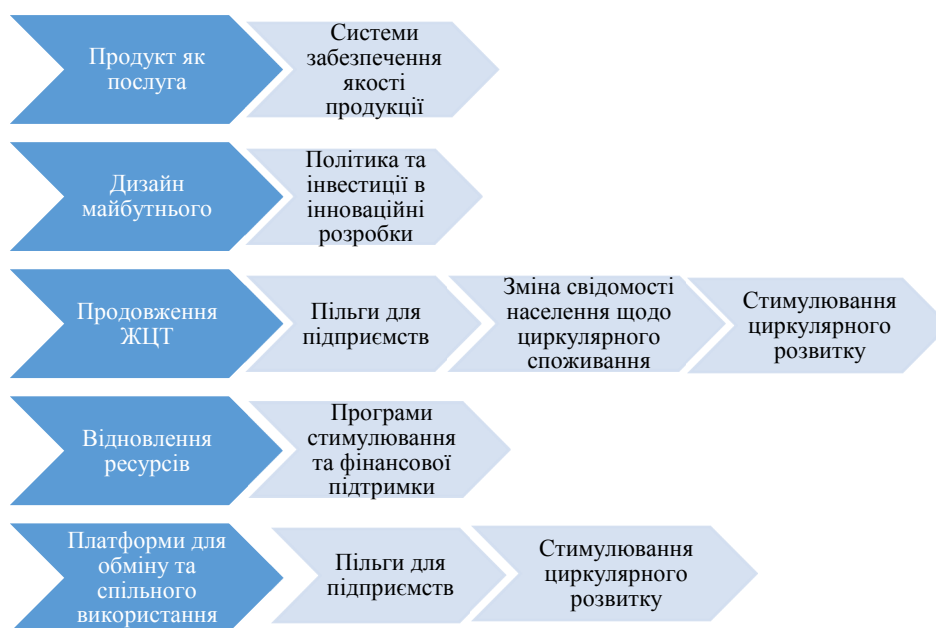 Продукт як
послуга
Системи
забезпечення
якості
продукції
Дизайн
майбутнього
Політика та
інвестиції в
інноваційні
розробки
Продовження
ЖЦТ
Пільги для
підприємств
Зміна свідомості
населення щодо
циркулярного
споживання
Стимулювання
циркулярного
розвитку
Відновлення
ресурсів
Програми
стимулювання
та фінансової
підтримки
Платформи для
обміну та
спільного
використання
Пільги для
підприємств
Стимулювання
циркулярного
розвитку